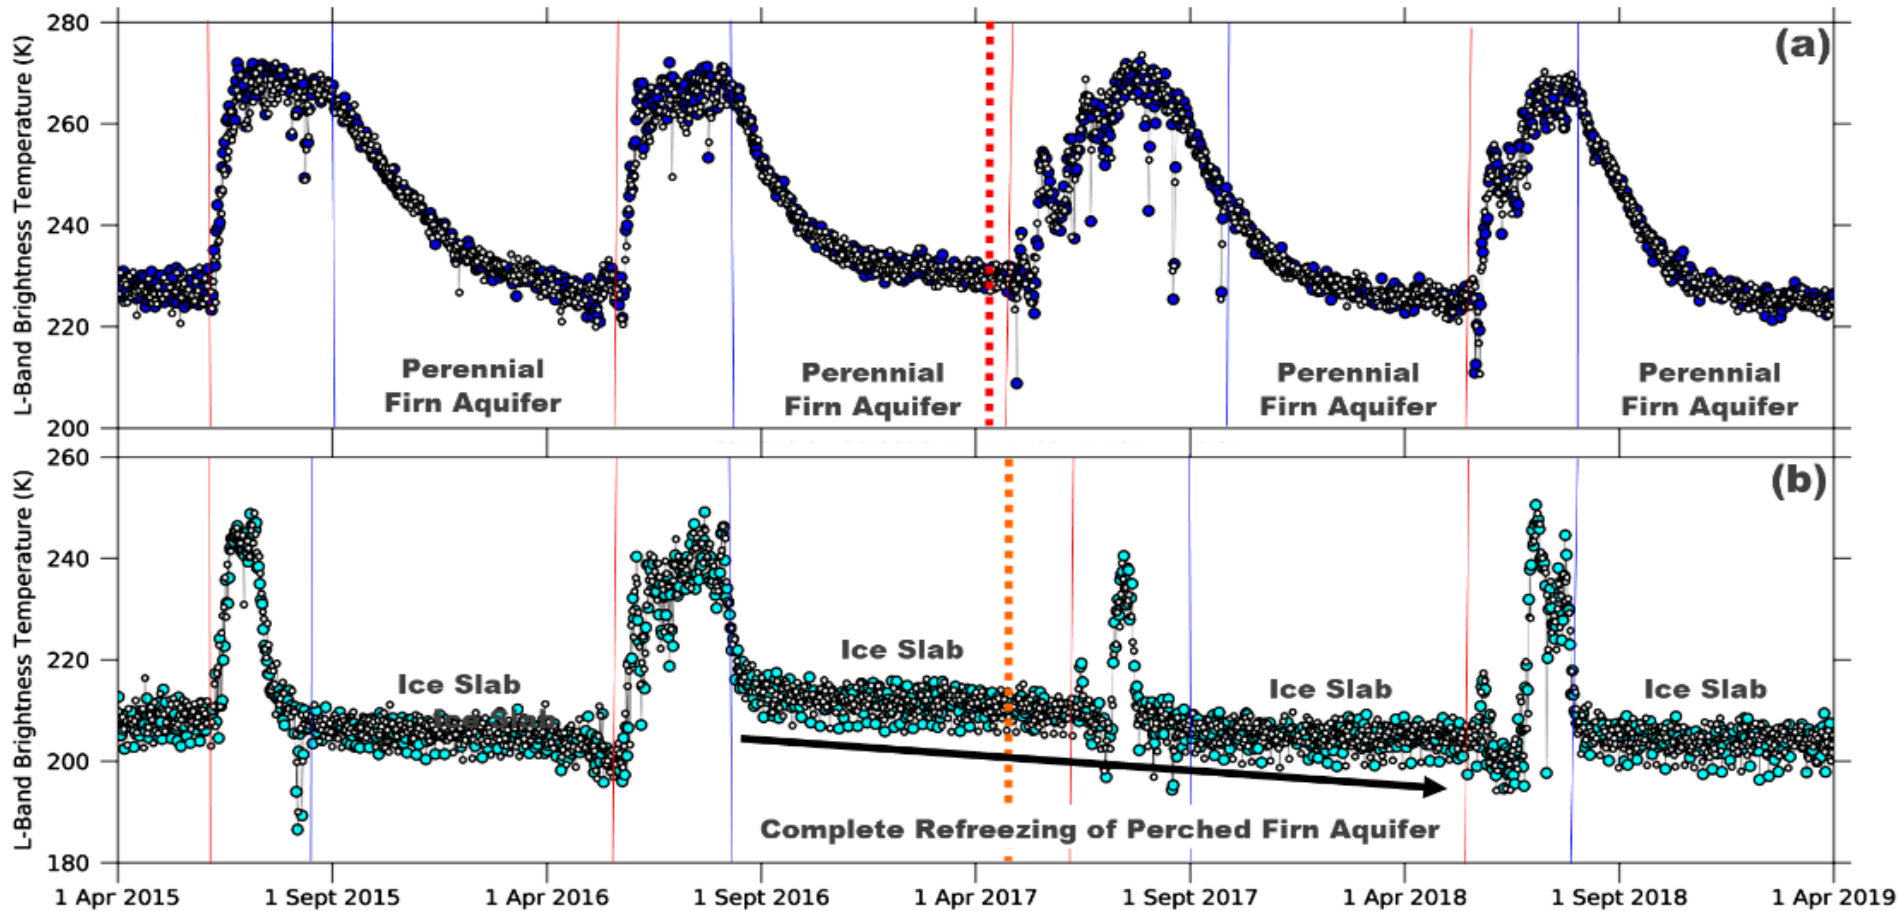 280
260
240
220
200
L-Band Brightness Temperature (K)
(a)
Perennial
Firn Aquifer
Perennial
Firn Aquifer
Perennial
Firn Aquifer
Perennial
Firn Aquifer
260
240
220
200
180
L-Band Brightness Temperature (K)
(b)
Ice Slab
Ice Slab
Ice Slab
Ice Slab
Ice Slab
Complete Refreezing of Perched Firn Aquifer
1 Apr 2015
1 Sept 2015
1 Apr 2016
1 Sept 2016
1 Apr 2017
1 Sept 2017
1 Apr 2018
1 Sept 2018
1 Apr 2019